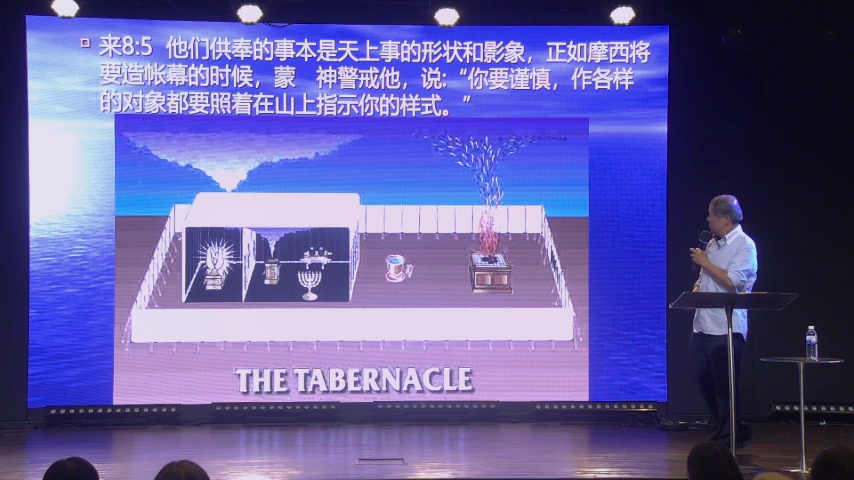 来8:5 他们供奉的事本是天上事的形状和影象，正如摩西将
要造帐幕的时候，蒙 神警戒他，说：“你要谨慎，作各样
的对象都要照着在山上指示你的样式。”
THE TABERNACLE